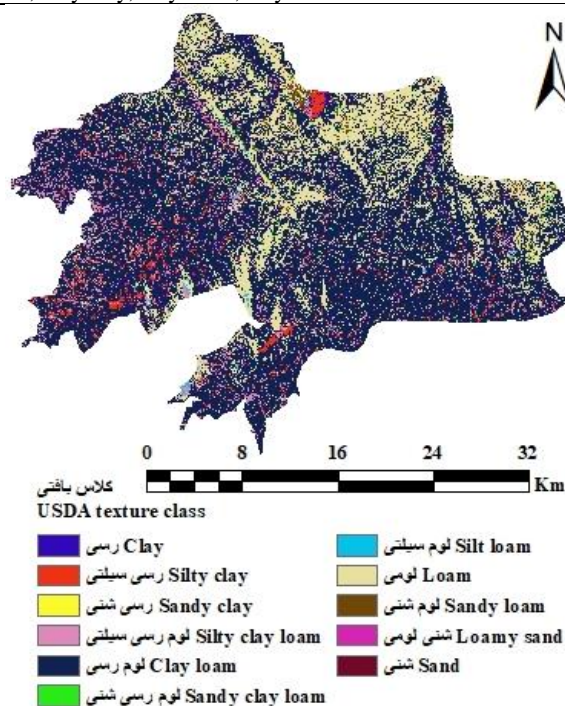 N
0 8 16 24 32
Km
کلاس بافتی
USDA texture class
رسی Clay
رسی سیلتی Silty clay
رسی شنی Sandy clay
لوم رسی سیلتی Silty clay loam
لوم رسی Clay loam
لوم رسی شنی Sandy clay loam
لوم سیلتی Silt loam
لومی Loam
لوم شنی Sandy loam
شنی لومی Loamy sand
شنی Sand